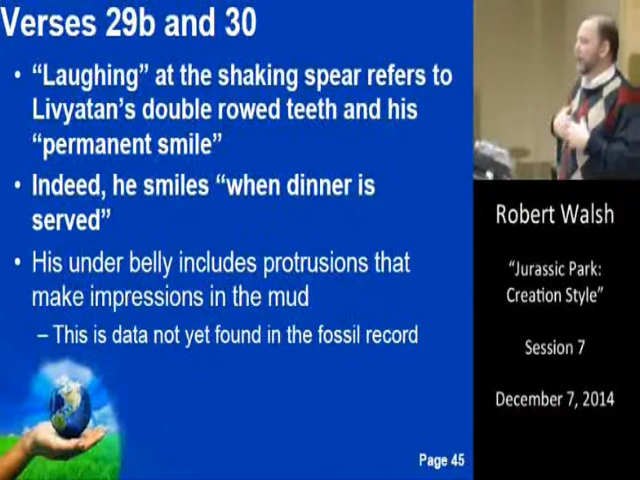 Verses 29b and 30
• “Laughing” at the shaking spear refers to
Livyatan’s double rowed teeth and his
“permanent smile”
• Indeed, he smiles “when dinner is
served”
• His under belly includes protrusions that
make impressions in the mud
– This is data not yet found in the fossil record
Page 45
Robert Walsh
“Jurassic Park:
Creation Style”
Session 7
December 7, 2014